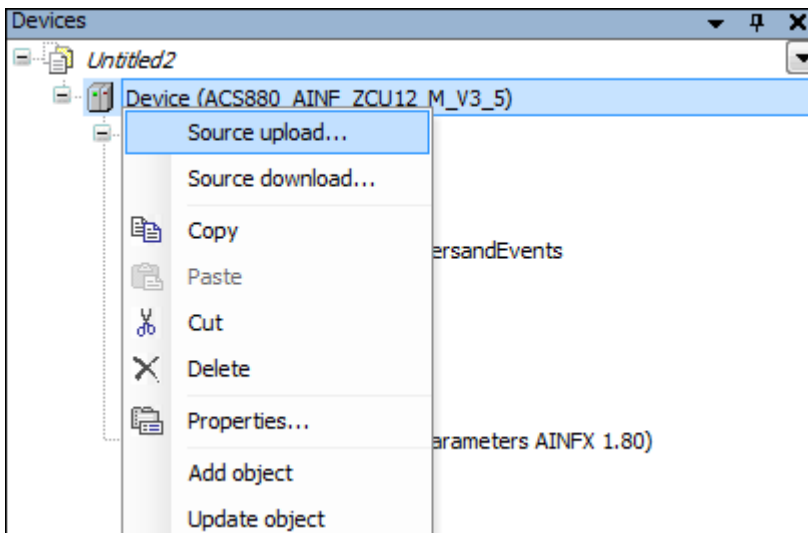 Devices
Untitled2
Device (ACS880_AINF_ZCU12_M_V3_5)
Source upload...
Source download...
Copy
ersandEvents
Paste
Cut
Delete
Properties...
arameters AINFX 1.80)
Add object
Update object